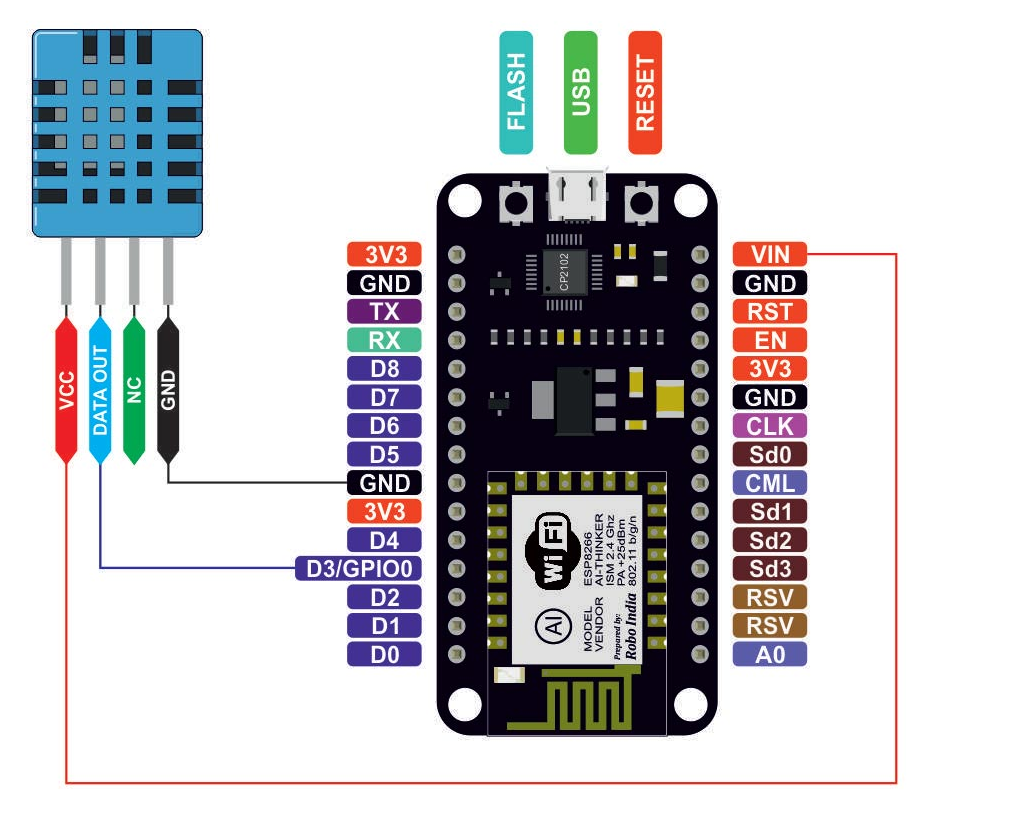 FLASH
USB
RESET
VCC
DATA OUT
NC
GND
3V3
GND
TX
RX
D8
D7
D6
D5
GND
3V3
D4
D3/GPIO0
D2
D1
D0
CP2102
Wi Fi
AI
MODEL
VENDOR
ESP8266
AI-THINKER
ISM 2.4 Ghz
PA +25dBm
802.11 b/g/n
Prepared by:
Robo India
VIN
GND
RST
EN
3V3
GND
CLK
Sd0
CML
Sd1
Sd2
Sd3
RSV
RSV
A0